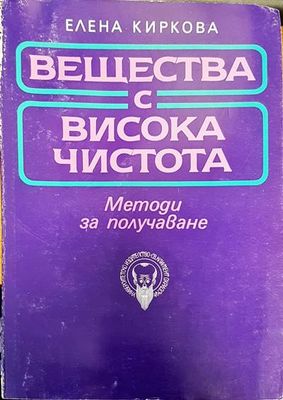 ЕЛЕНА КИРКОВА
ВЕЩЕСТВА
С
ВИСОКА
ЧИСТОТА
Методи
за получаване